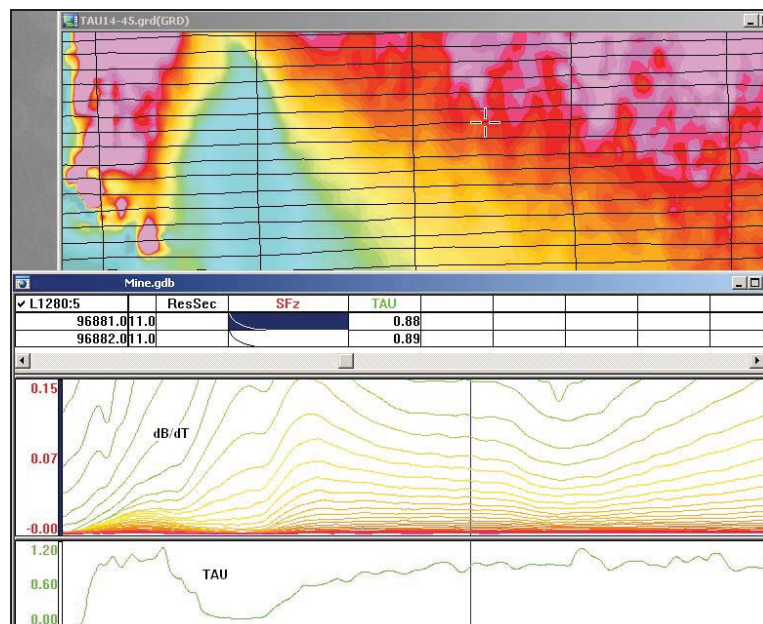 TAU14-45.grd(GRD)
Mine.gdb
✓ L1280:5 ResSec SFz TAU
96881.0 11.0 0.88
96882.0 11.0 0.89
0.15
dB/dT
0.07
-0.00
1.20
TAU
0.60
0.00